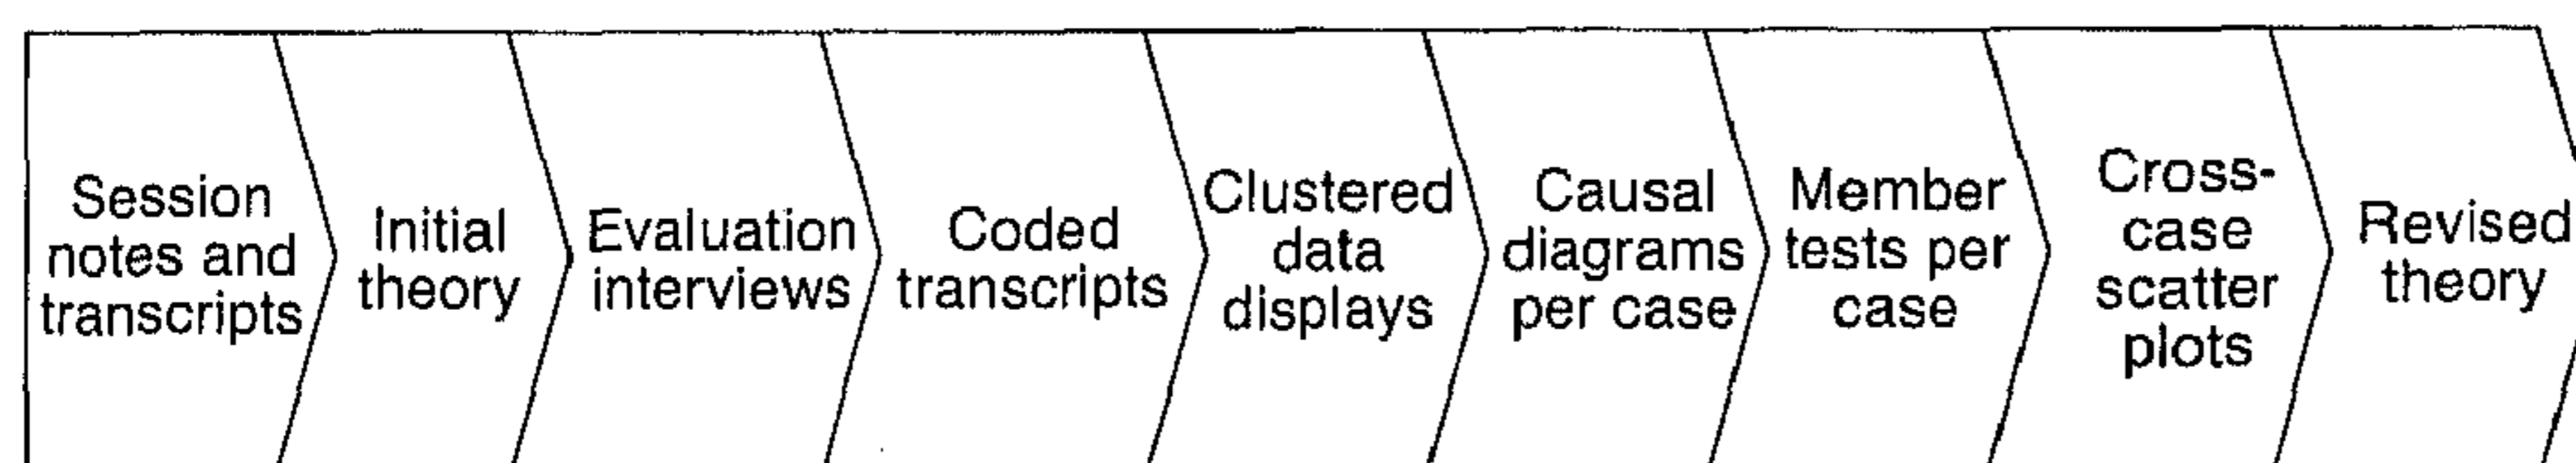 Session
notes and
transcripts
Initial
theory
Evaluation
interviews
Coded
transcripts
Clustered
data
displays
Causal
diagrams
per case
Member
tests per
case
Cross-
case
scatter
plots
Revised
theory